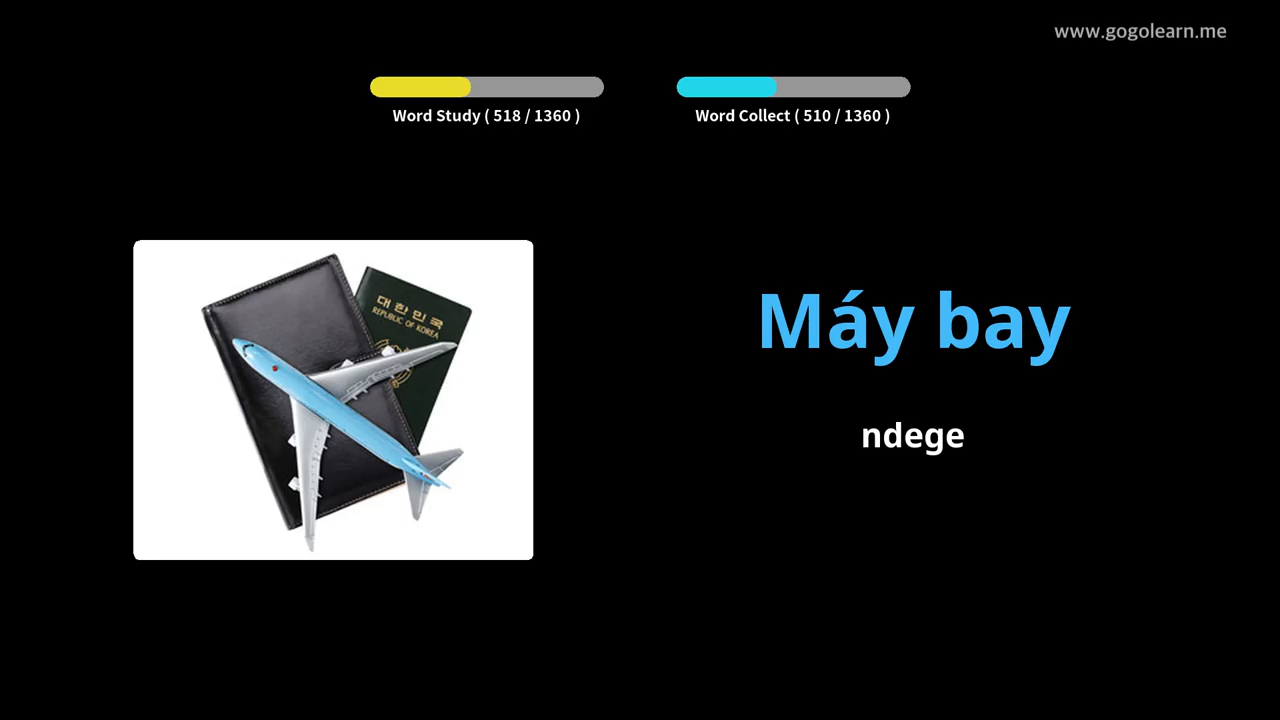 www.gogolearn.me
Word Study ( 518 / 1360 )
Word Collect ( 510 / 1360 )
대한민국
REPUBLIC OF KOREA
Máy bay
ndege